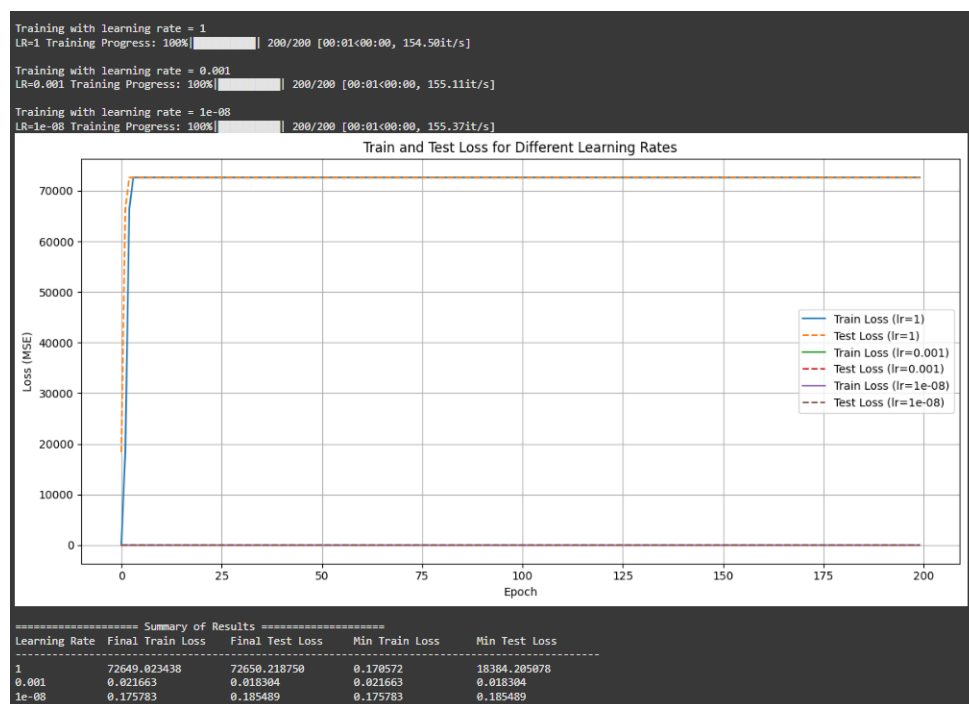 Training with learning rate = 1
LR=1 Training Progress: 100%|██████████| 200/200 [00:01<00:00, 154.50it/s]
Training with learning rate = 0.001
LR=0.001 Training Progress: 100%|██████████| 200/200 [00:01<00:00, 155.11it/s]
Training with learning rate = 1e-08
LR=1e-08 Training Progress: 100%|██████████| 200/200 [00:01<00:00, 155.37it/s]
Train and Test Loss for Different Learning Rates
70000
60000
50000
40000
30000
20000
10000
0
Loss (MSE)
Train Loss (lr=1)
Test Loss (lr=1)
Train Loss (lr=0.001)
Test Loss (lr=0.001)
Train Loss (lr=1e-08)
Test Loss (lr=1e-08)
0 25 50 75 100 125 150 175 200
Epoch
==================== Summary of Results ====================
Learning Rate Final Train Loss Final Test Loss Min Train Loss Min Test Loss
1 72649.023438 72650.218750 0.170572 18384.205078
0.001 0.021663 0.018304 0.021663 0.018304
1e-08 0.175783 0.185489 0.175783 0.185489